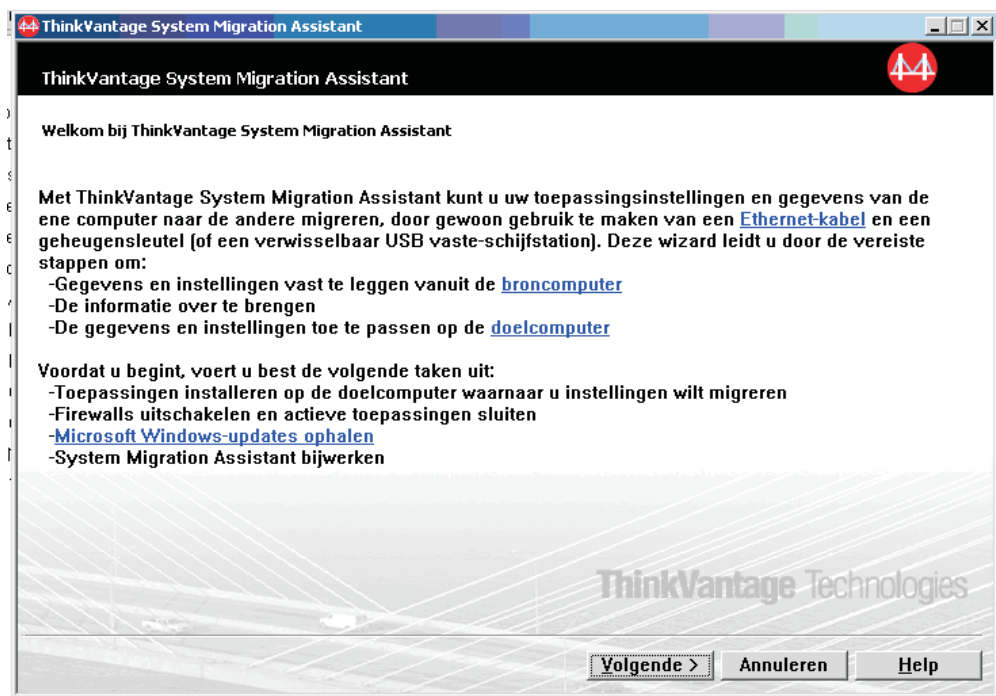 ThinkVantage System Migration Assistant
ThinkVantage System Migration Assistant
Welkom bij ThinkVantage System Migration Assistant
Met ThinkVantage System Migration Assistant kunt u uw toepassingsinstellingen en gegevens van de
ene computer naar de andere migreren, door gewoon gebruik te maken van een Ethernet-kabel en een
geheugensleutel (of een verwisselbaar USB vaste-schijfstation). Deze wizard leidt u door de vereiste
stappen om:
-Gegevens en instellingen vast te leggen vanuit de broncomputer
-De informatie over te brengen
-De gegevens en instellingen toe te passen op de doelcomputer
Voordat u begint, voert u best de volgende taken uit:
-Toepassingen installeren op de doelcomputer waarnaar u instellingen wilt migreren
-Firewalls uitschakelen en actieve toepassingen sluiten
-Microsoft Windows-updates ophalen
-System Migration Assistant bijwerken
ThinkVantage Technologies
Volgende > Annuleren Help